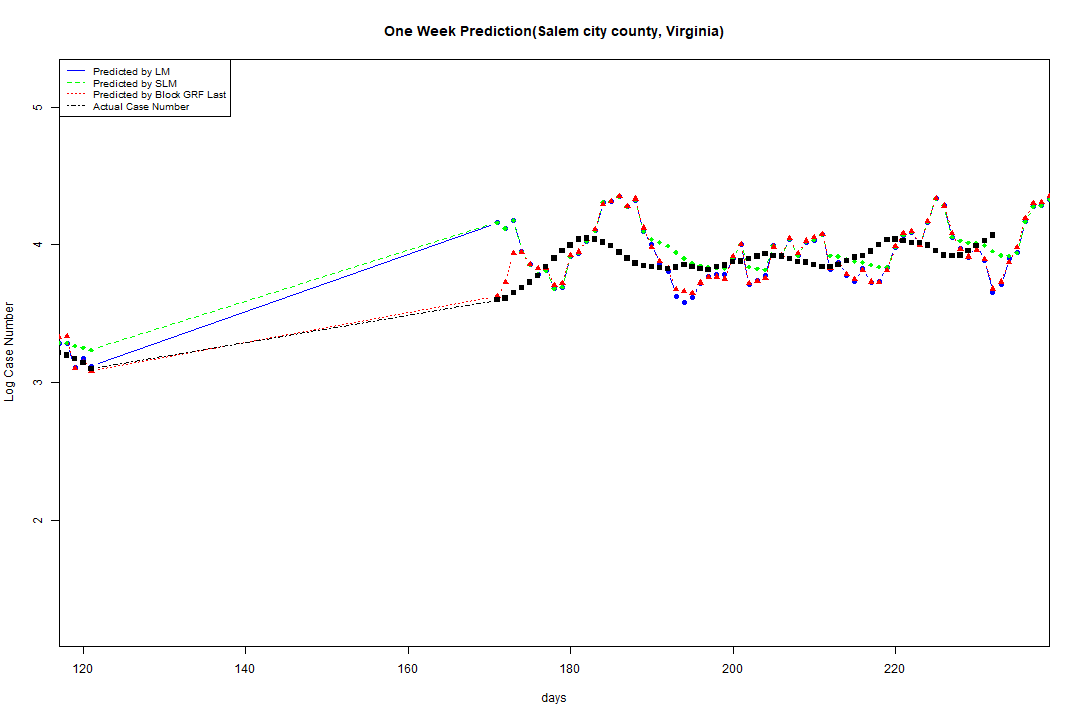 One Week Prediction(Salem city county, Virginia)
Predicted by LM
Predicted by SLM
Predicted by Block GRF Last
Actual Case Number
5
4
3
2
Log Case Number
120 140 160 180 200 220
days